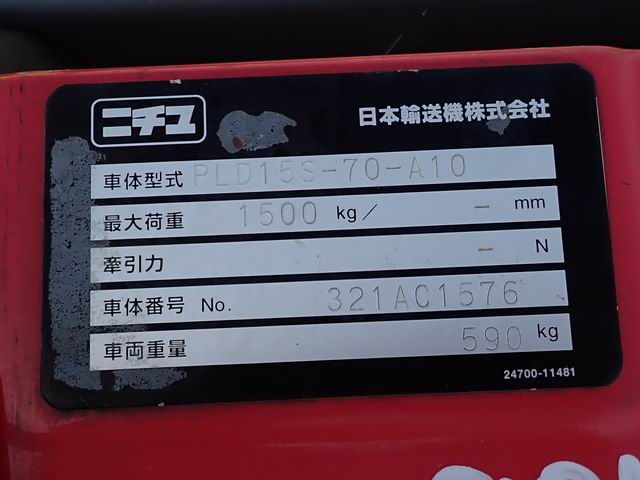 ニチユ
日本輸送機株式会社
車体型式 PLD15S-70-A10
最大荷重 1500 kg/ - mm
牽引力 - N
車体番号 No. 321AC1576
車両重量 590 kg
24700-11481